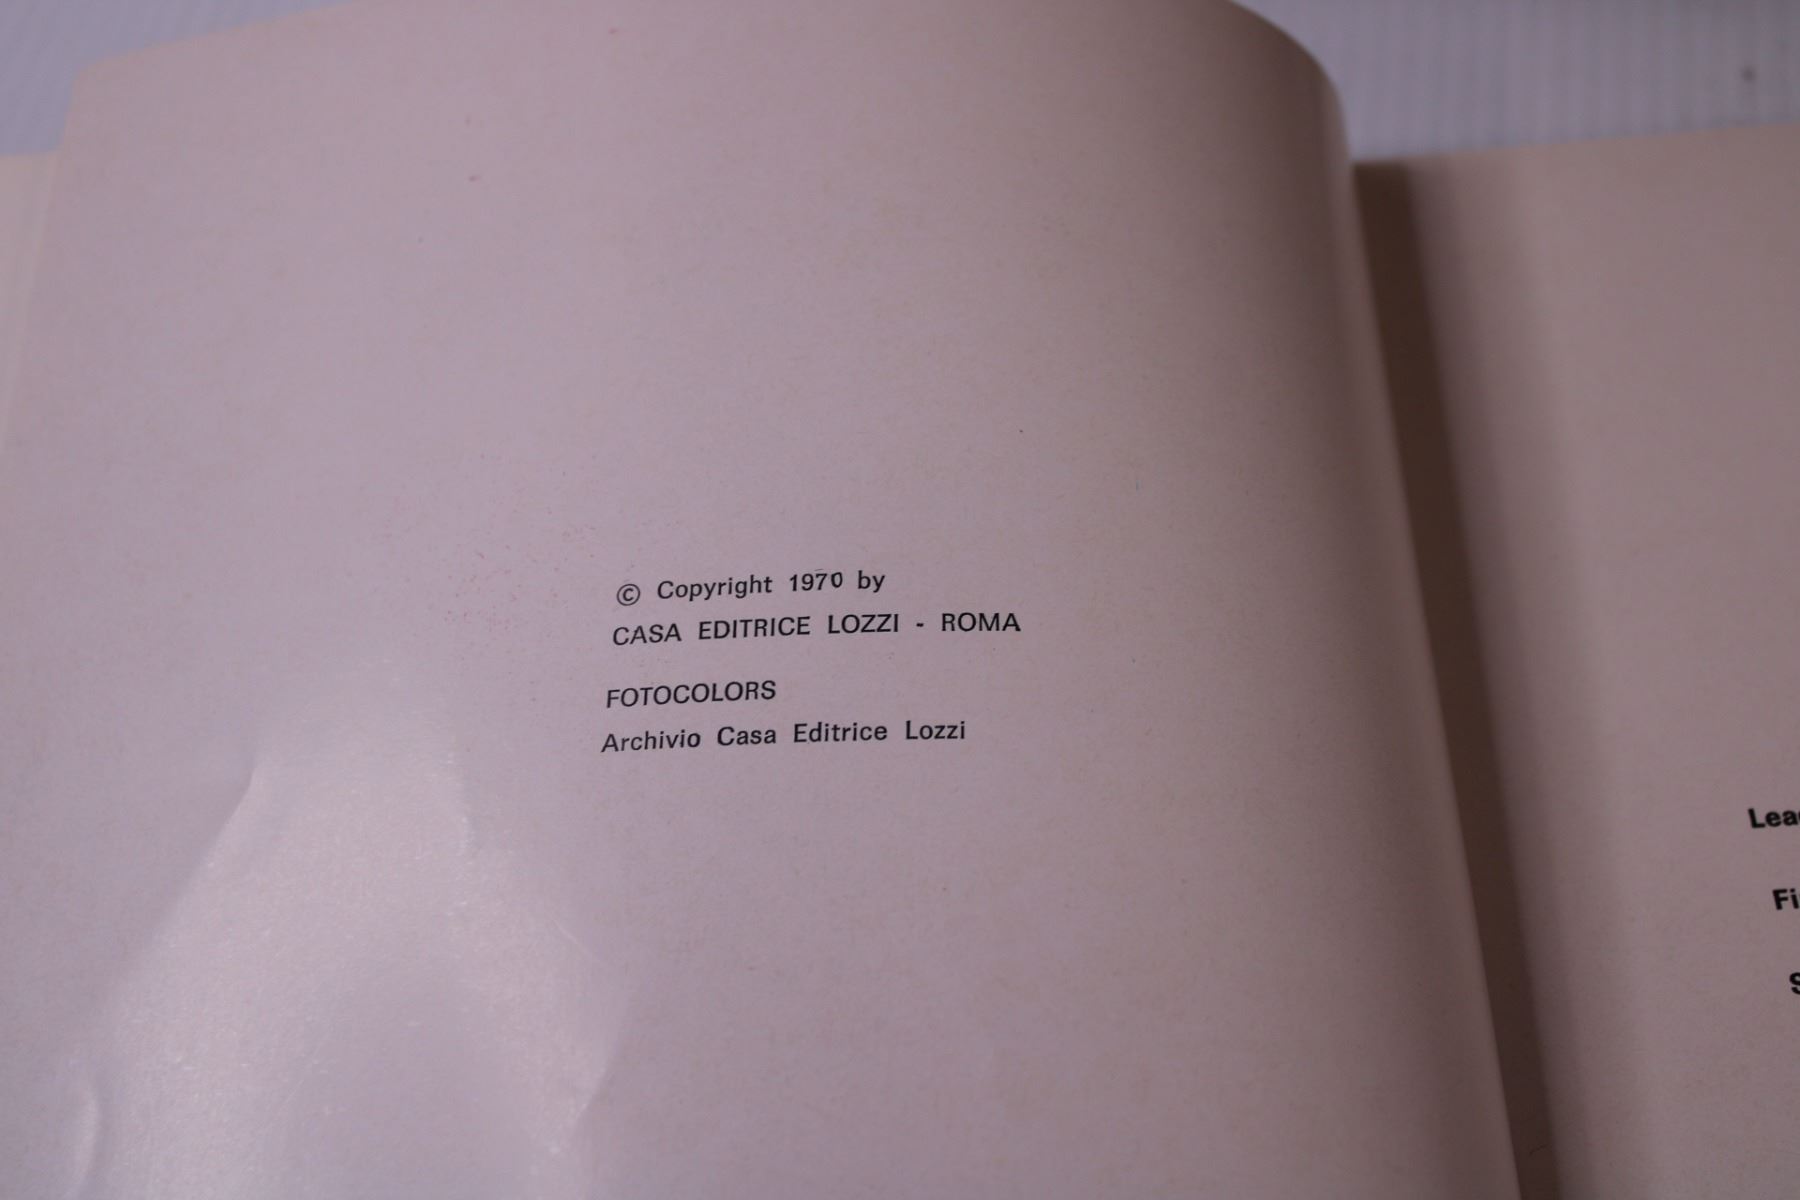 © Copyright 1970 by
CASA EDITRICE LOZZI - ROMA
FOTOCOLORS
Archivio Casa Editrice Lozzi